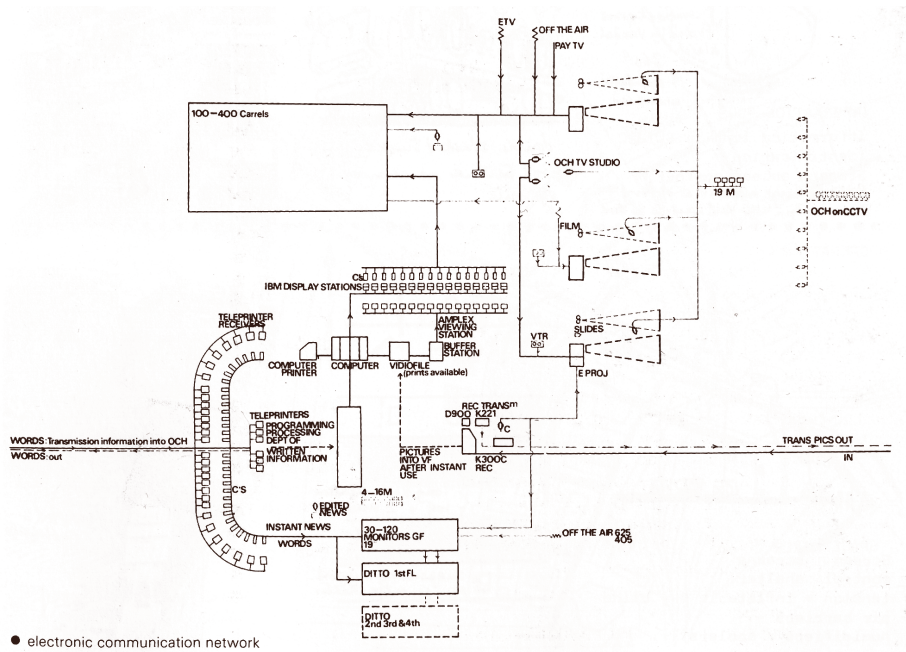 ETV
OFF THE AIR
PAY TV
100–400 Carrels
OCH TV STUDIO
19 M
OCH on CCTV
FILM
C's
IBM DISPLAY STATIONS
TELEPRINTER
RECEIVERS
AMPLEX
VIEWING
STATION
VTR
SLIDES
BUFFER
STATION
COMPUTER
PRINTER
COMPUTER
VIDIOFILE
(prints available)
E PROJ
REC TRANSm
D900 K221
C
TELEPRINTERS
PROGRAMMING
PROCESSING
DEPT OF
WRITTEN
INFORMATION
WORDS: Transmission information into OCH
WORDS: out
PICTURES
INTO VF
AFTER INSTANT
USE
K300C
REC
TRANS PICS OUT
IN
C'S
4–16M
EDITED
NEWS
INSTANT NEWS
WORDS
30–120
MONITORS GF
19
OFF THE AIR 625
405
DITTO 1st FL
DITTO
2nd 3rd & 4th
● electronic communication network